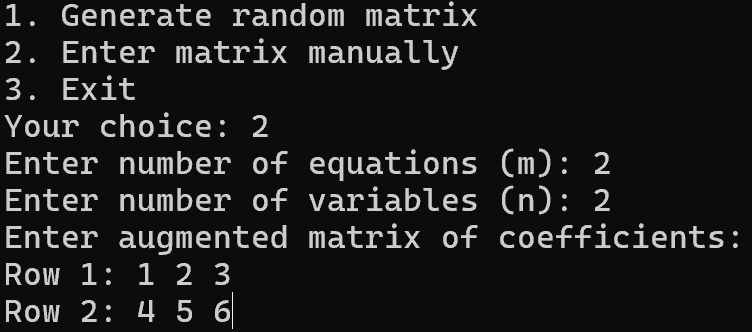 1. Generate random matrix
2. Enter matrix manually
3. Exit
Your choice: 2
Enter number of equations (m): 2
Enter number of variables (n): 2
Enter augmented matrix of coefficients:
Row 1: 1 2 3
Row 2: 4 5 6